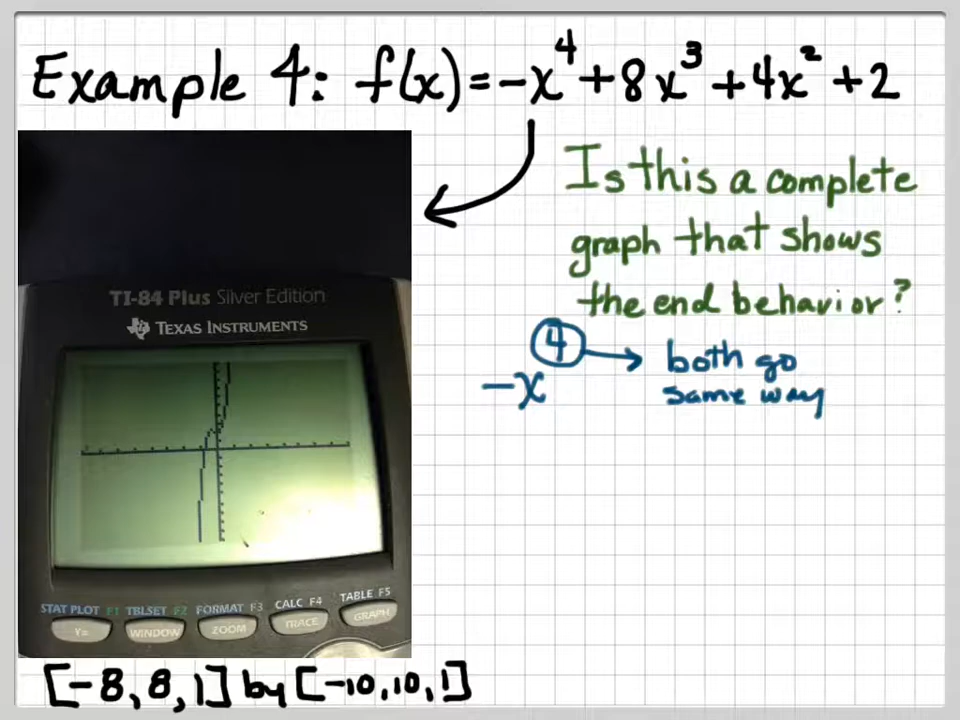 Example 4: f(x) = -x⁴ + 8x³ + 4x² + 2
Is this a complete
graph that shows
the end behavior?
-x⁴ → both go
same way
TI-84 Plus Silver Edition
TEXAS INSTRUMENTS
STAT PLOT F1 TBLSET F2 FORMAT F3 CALC F4 TABLE F5
Y= WINDOW ZOOM TRACE GRAPH
[-8, 8, 1] by [-10, 10, 1]